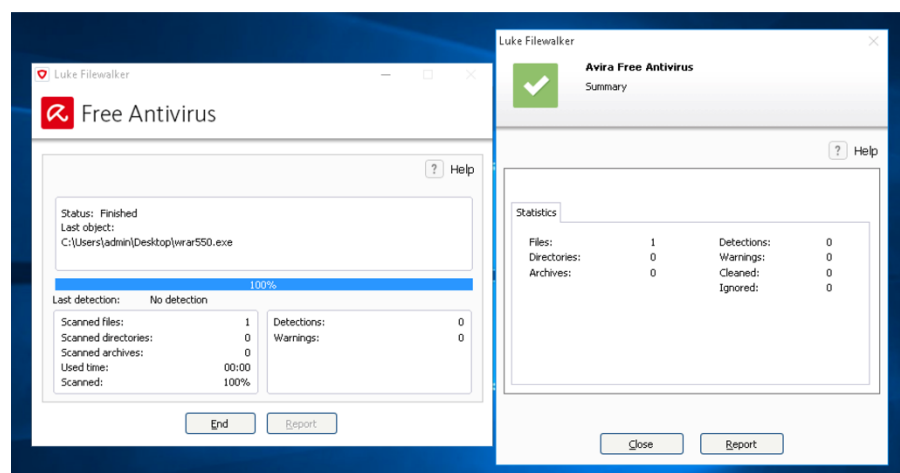 Luke Filewalker
Free Antivirus
? Help
Status: Finished
Last object:
C:\Users\admin\Desktop\wrar550.exe
100%
Last detection: No detection
Scanned files: 1
Scanned directories: 0
Scanned archives: 0
Used time: 00:00
Scanned: 100%
Detections: 0
Warnings: 0
End
Report
Luke Filewalker
Avira Free Antivirus
Summary
? Help
Statistics
Files: 1
Directories: 0
Archives: 0
Detections: 0
Warnings: 0
Cleaned: 0
Ignored: 0
Close
Report